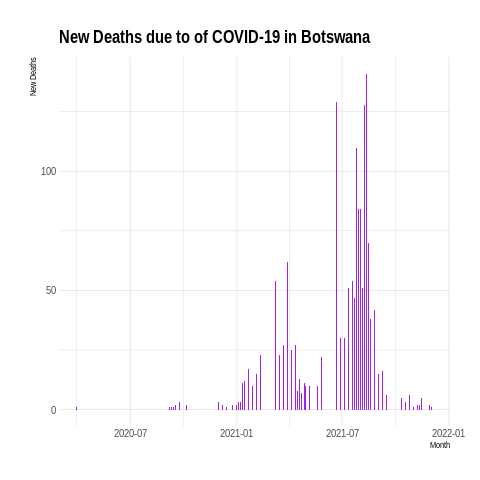 New Deaths due to of COVID-19 in Botswana
New Deaths
100
50
0
2020-07
2021-01
2021-07
2022-01
Month